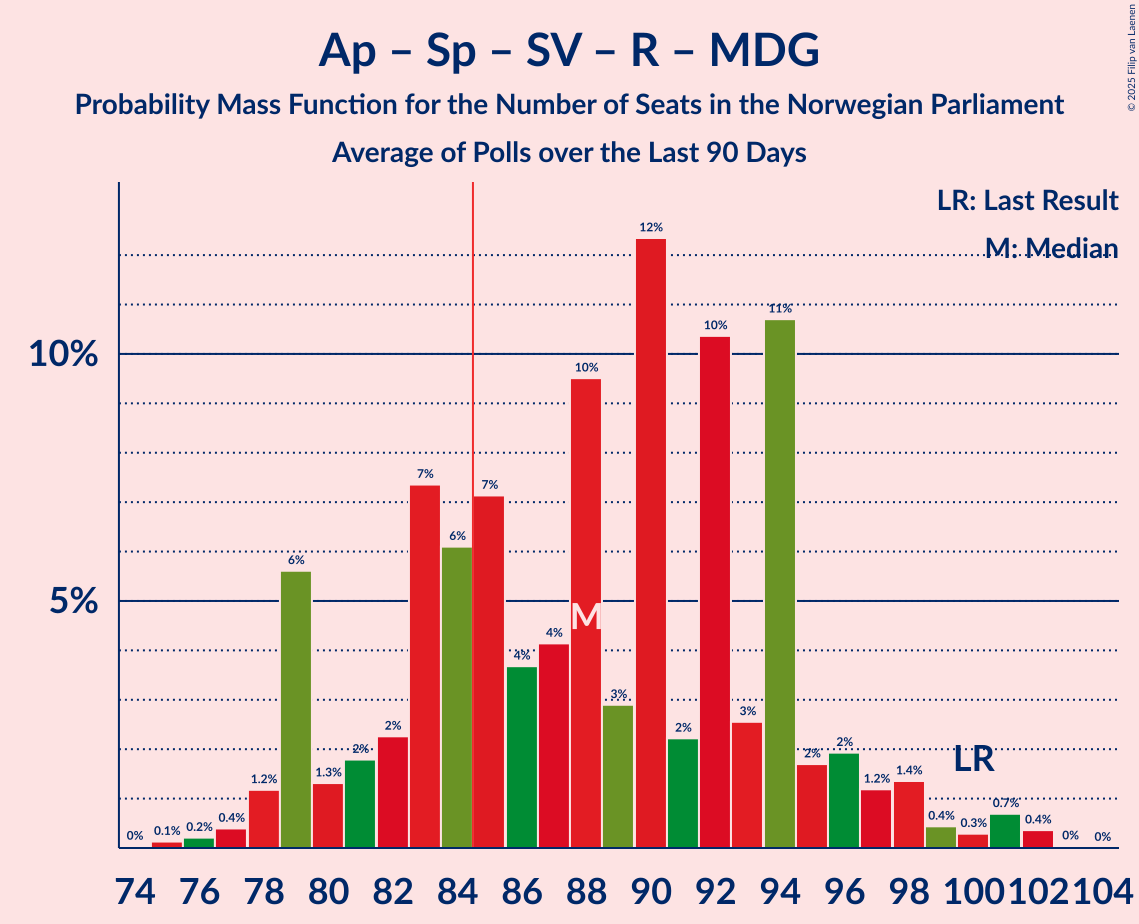 Ap – Sp – SV – R – MDG
Probability Mass Function for the Number of Seats in the Norwegian Parliament
Average of Polls over the Last 90 Days
© 2025 Filip van Laenen
LR: Last Result
M: Median
10%
5%
0% 0.1% 0.2% 0.4% 1.2% 6% 1.3% 2% 2% 7% 6% 7% 4% 4% 10% 3% 12% 2% 10% 3% 11% 2% 2% 1.2% 1.4% 0.4% 0.3% 0.7% 0.4% 0% 0%
M
LR
74 76 78 80 82 84 86 88 90 92 94 96 98 100 102 104